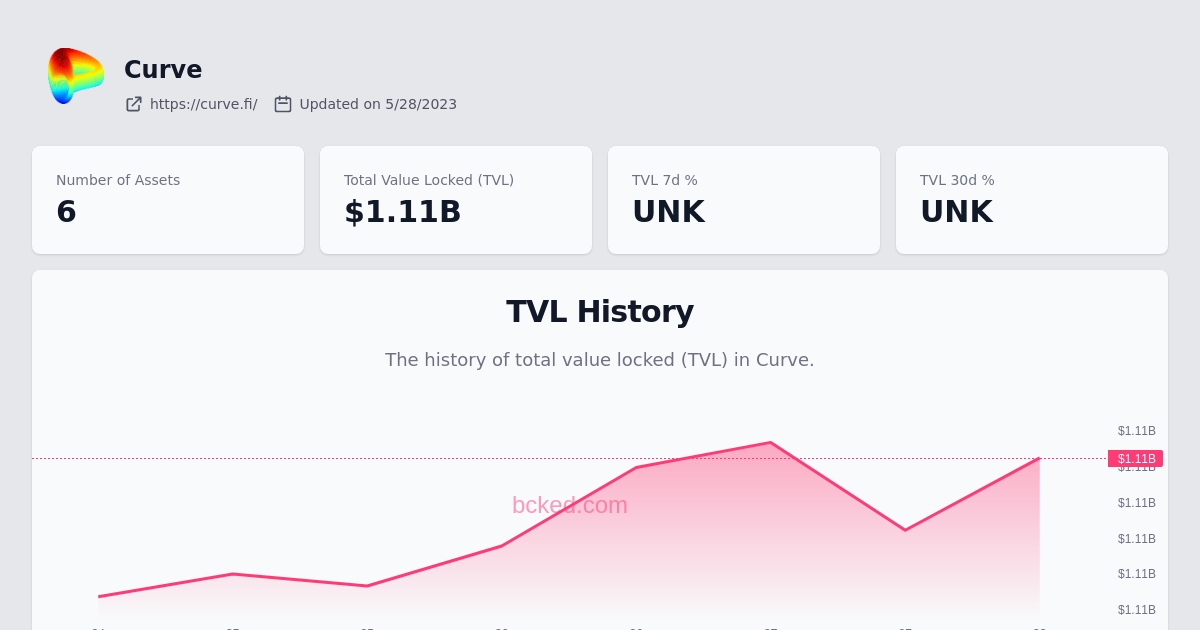 Curve
https://curve.fi/ Updated on 5/28/2023
Number of Assets
6
Total Value Locked (TVL)
$1.11B
TVL 7d %
UNK
TVL 30d %
UNK
TVL History
The history of total value locked (TVL) in Curve.
$1.11B
$1.11B
$1.11B
bcked.com
$1.11B
$1.11B
$1.11B
$1.11B